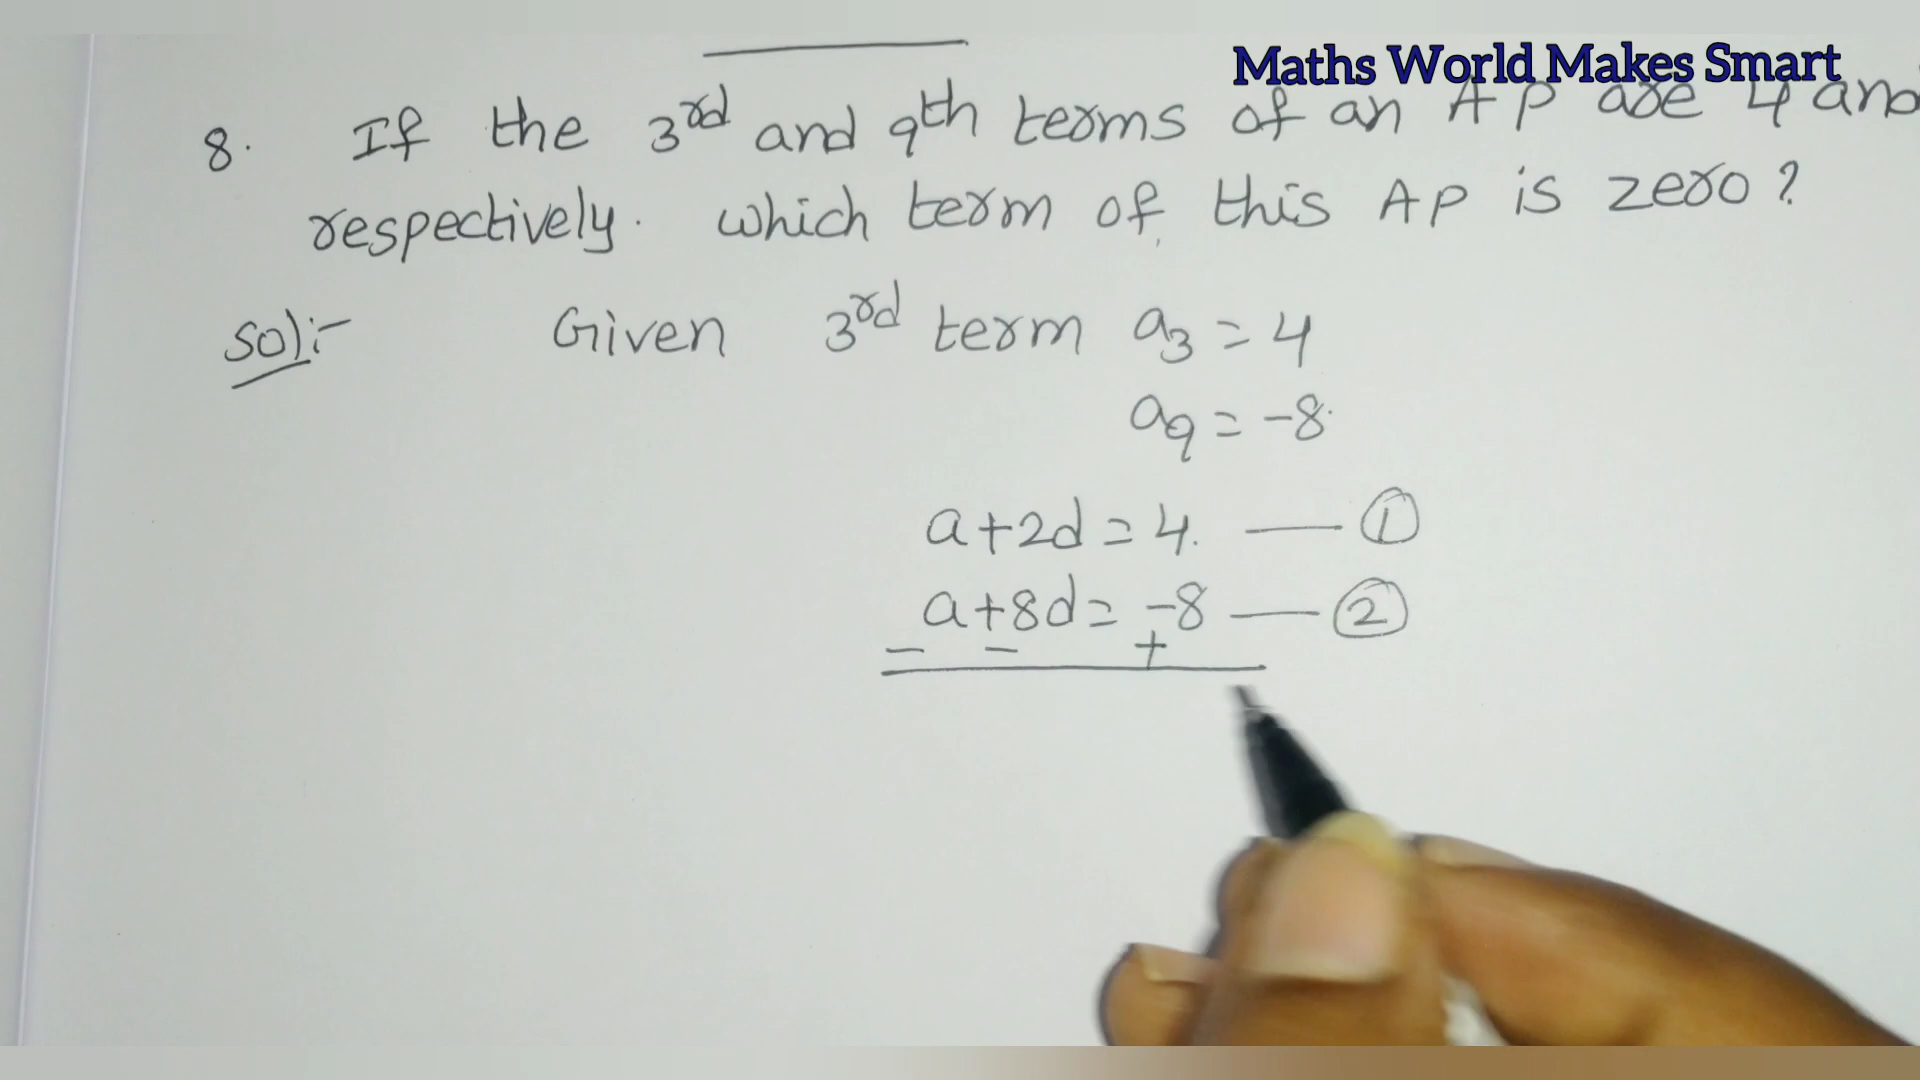 Maths World Makes Smart
8. If the 3rd and 9th terms of an AP are 4 and
respectively. which term of this AP is zero?
Sol:- Given 3rd term a3 = 4
a9 = -8.
a+2d = 4. —— ①
a+8d = -8 —— ②
- - +